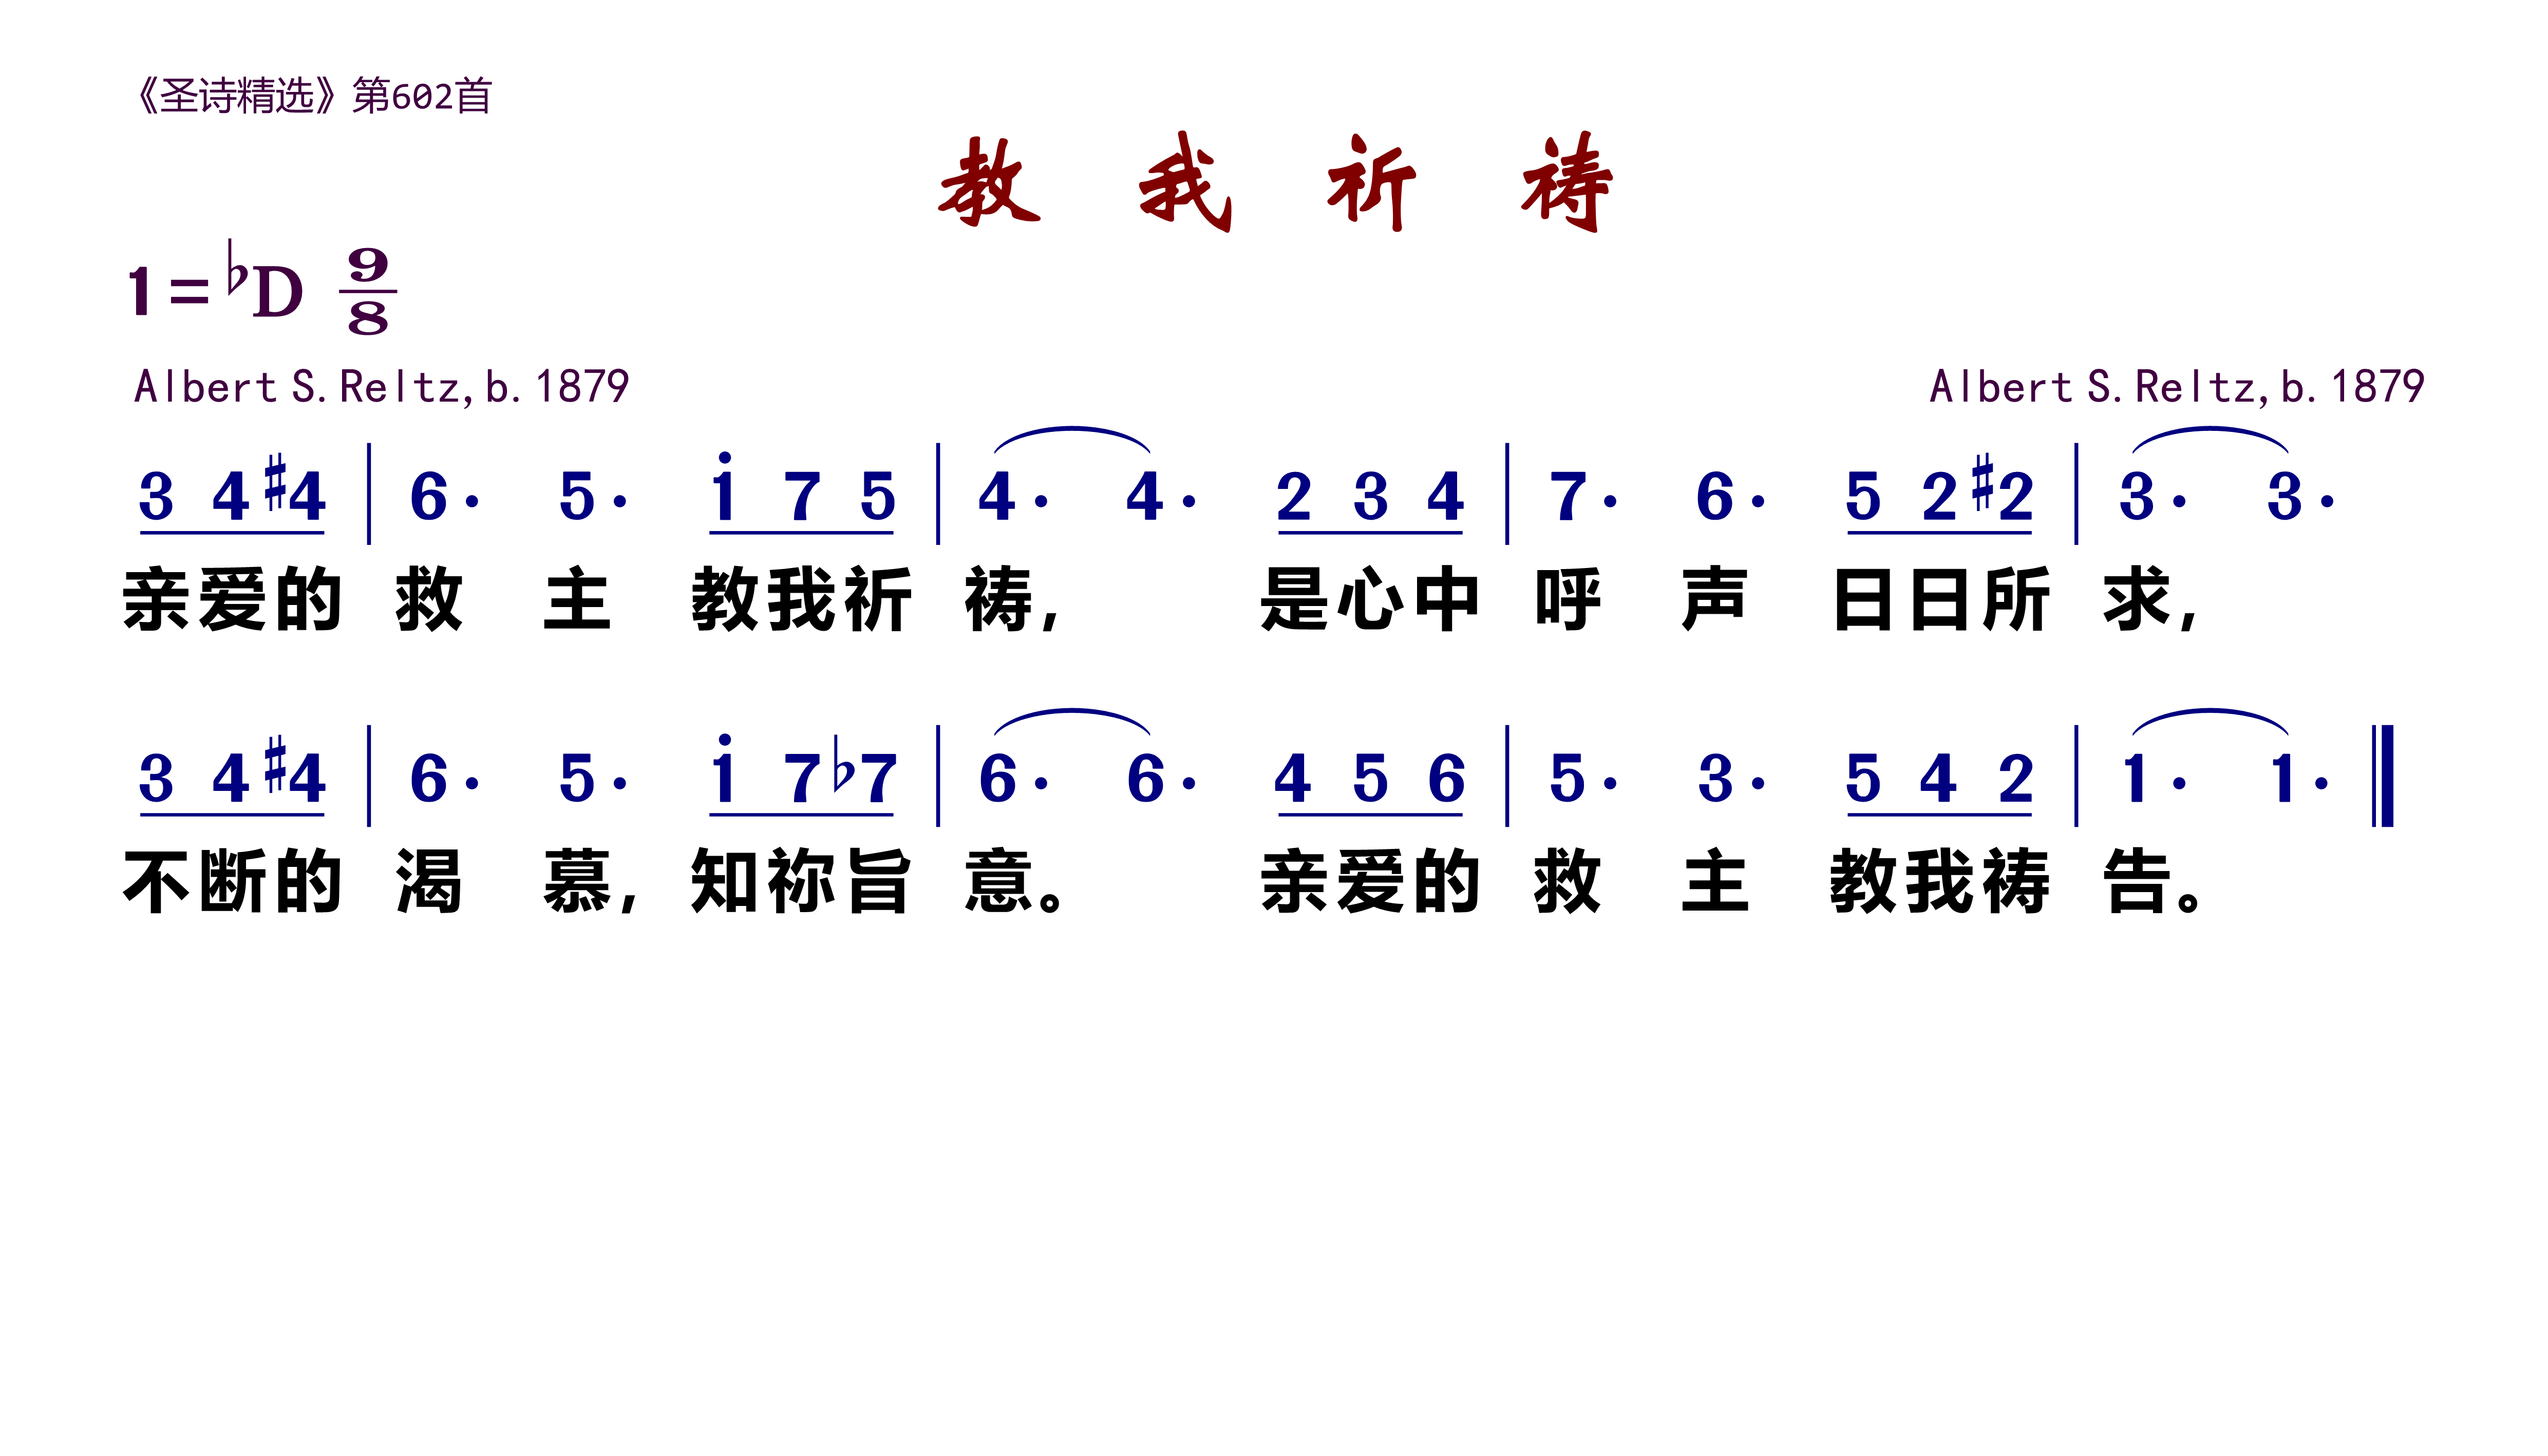 《圣诗精选》第602首
教我祈祷
1=♭D 9/8
Albert S. Reltz, b. 1879 Albert S. Reltz, b. 1879
3 4 #4 | 6· 5· i 7 5 | 4· 4· 2 3 4 | 7· 6· 5 2 #2 | 3· 3·
亲爱的 救 主 教我祈 祷, 是心中 呼 声 日日所 求,
3 4 #4 | 6· 5· i 7 ♭7 | 6· 6· 4 5 6 | 5· 3· 5 4 2 | 1· 1· ‖
不断的 渴 慕, 知祢旨 意。 亲爱的 救 主 教我祷 告。